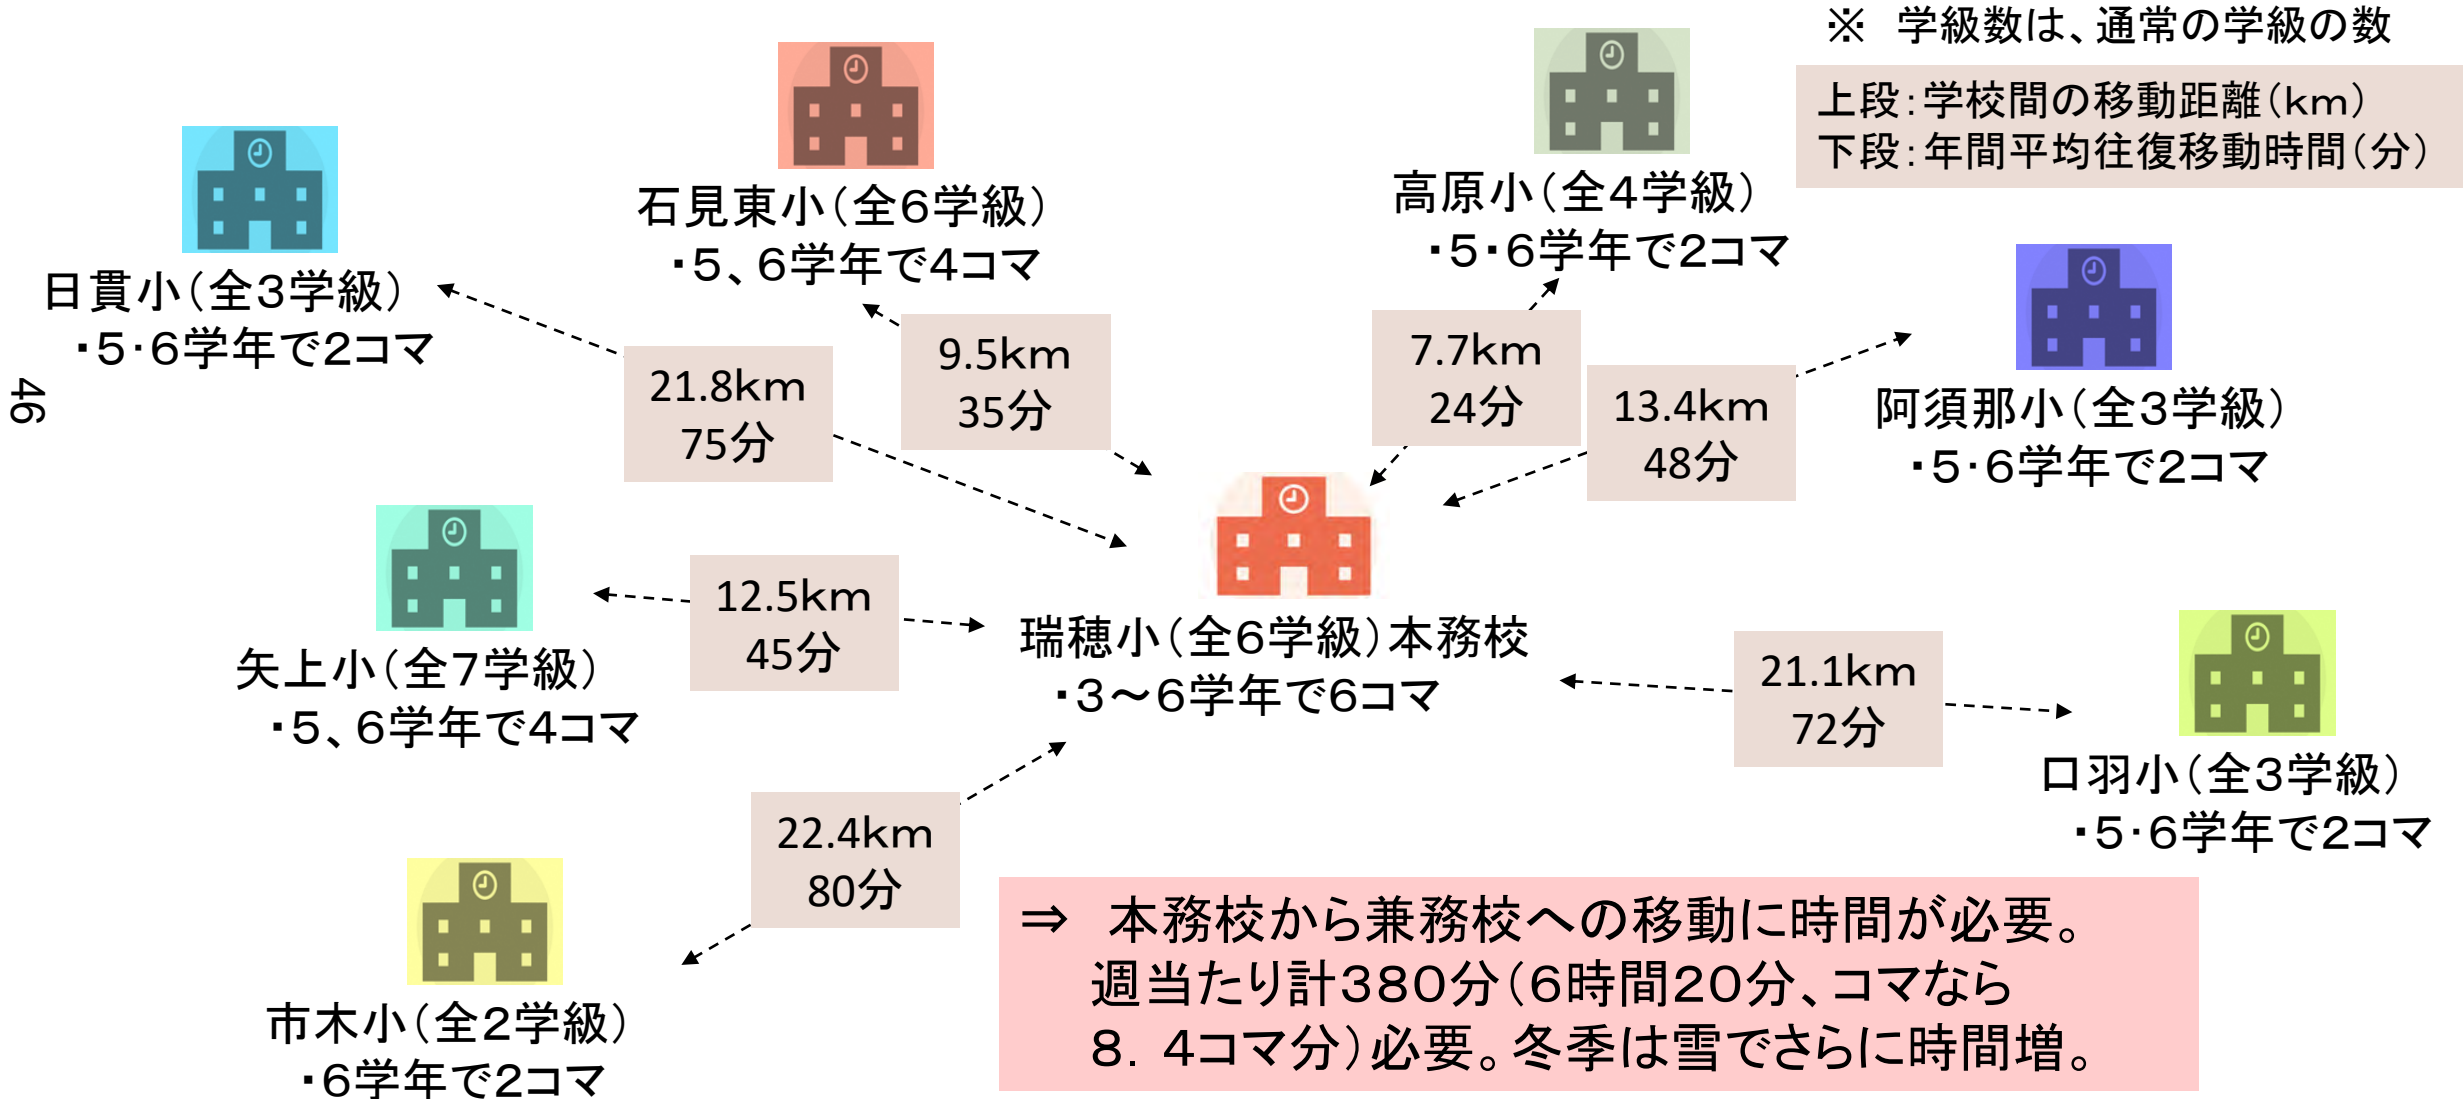 ※　学級数は、通常の学級の数
上段：学校間の移動距離（ｋｍ）
下段：年間平均往復移動時間（分）
石見東小（全６学級）
・５、６学年で４コマ
高原小（全４学級）
・５・６学年で２コマ
日貫小（全３学級）
・５・６学年で２コマ
阿須那小（全３学級）
・５・６学年で２コマ
9.5ｋｍ
35分
7.7ｋｍ
24分
21.8ｋｍ
75分
13.4ｋｍ
48分
46
12.5ｋｍ
45分
矢上小（全７学級）
・５、６学年で４コマ
瑞穂小（全６学級）本務校
・３～６学年で６コマ
21.1ｋｍ
72分
口羽小（全３学級）
・５・６学年で２コマ
22.4ｋｍ
80分
市木小（全２学級）
・６学年で２コマ
⇒　本務校から兼務校への移動に時間が必要。
週当たり計３８０分（６時間２０分、コマなら
８．４コマ分）必要。冬季は雪でさらに時間増。